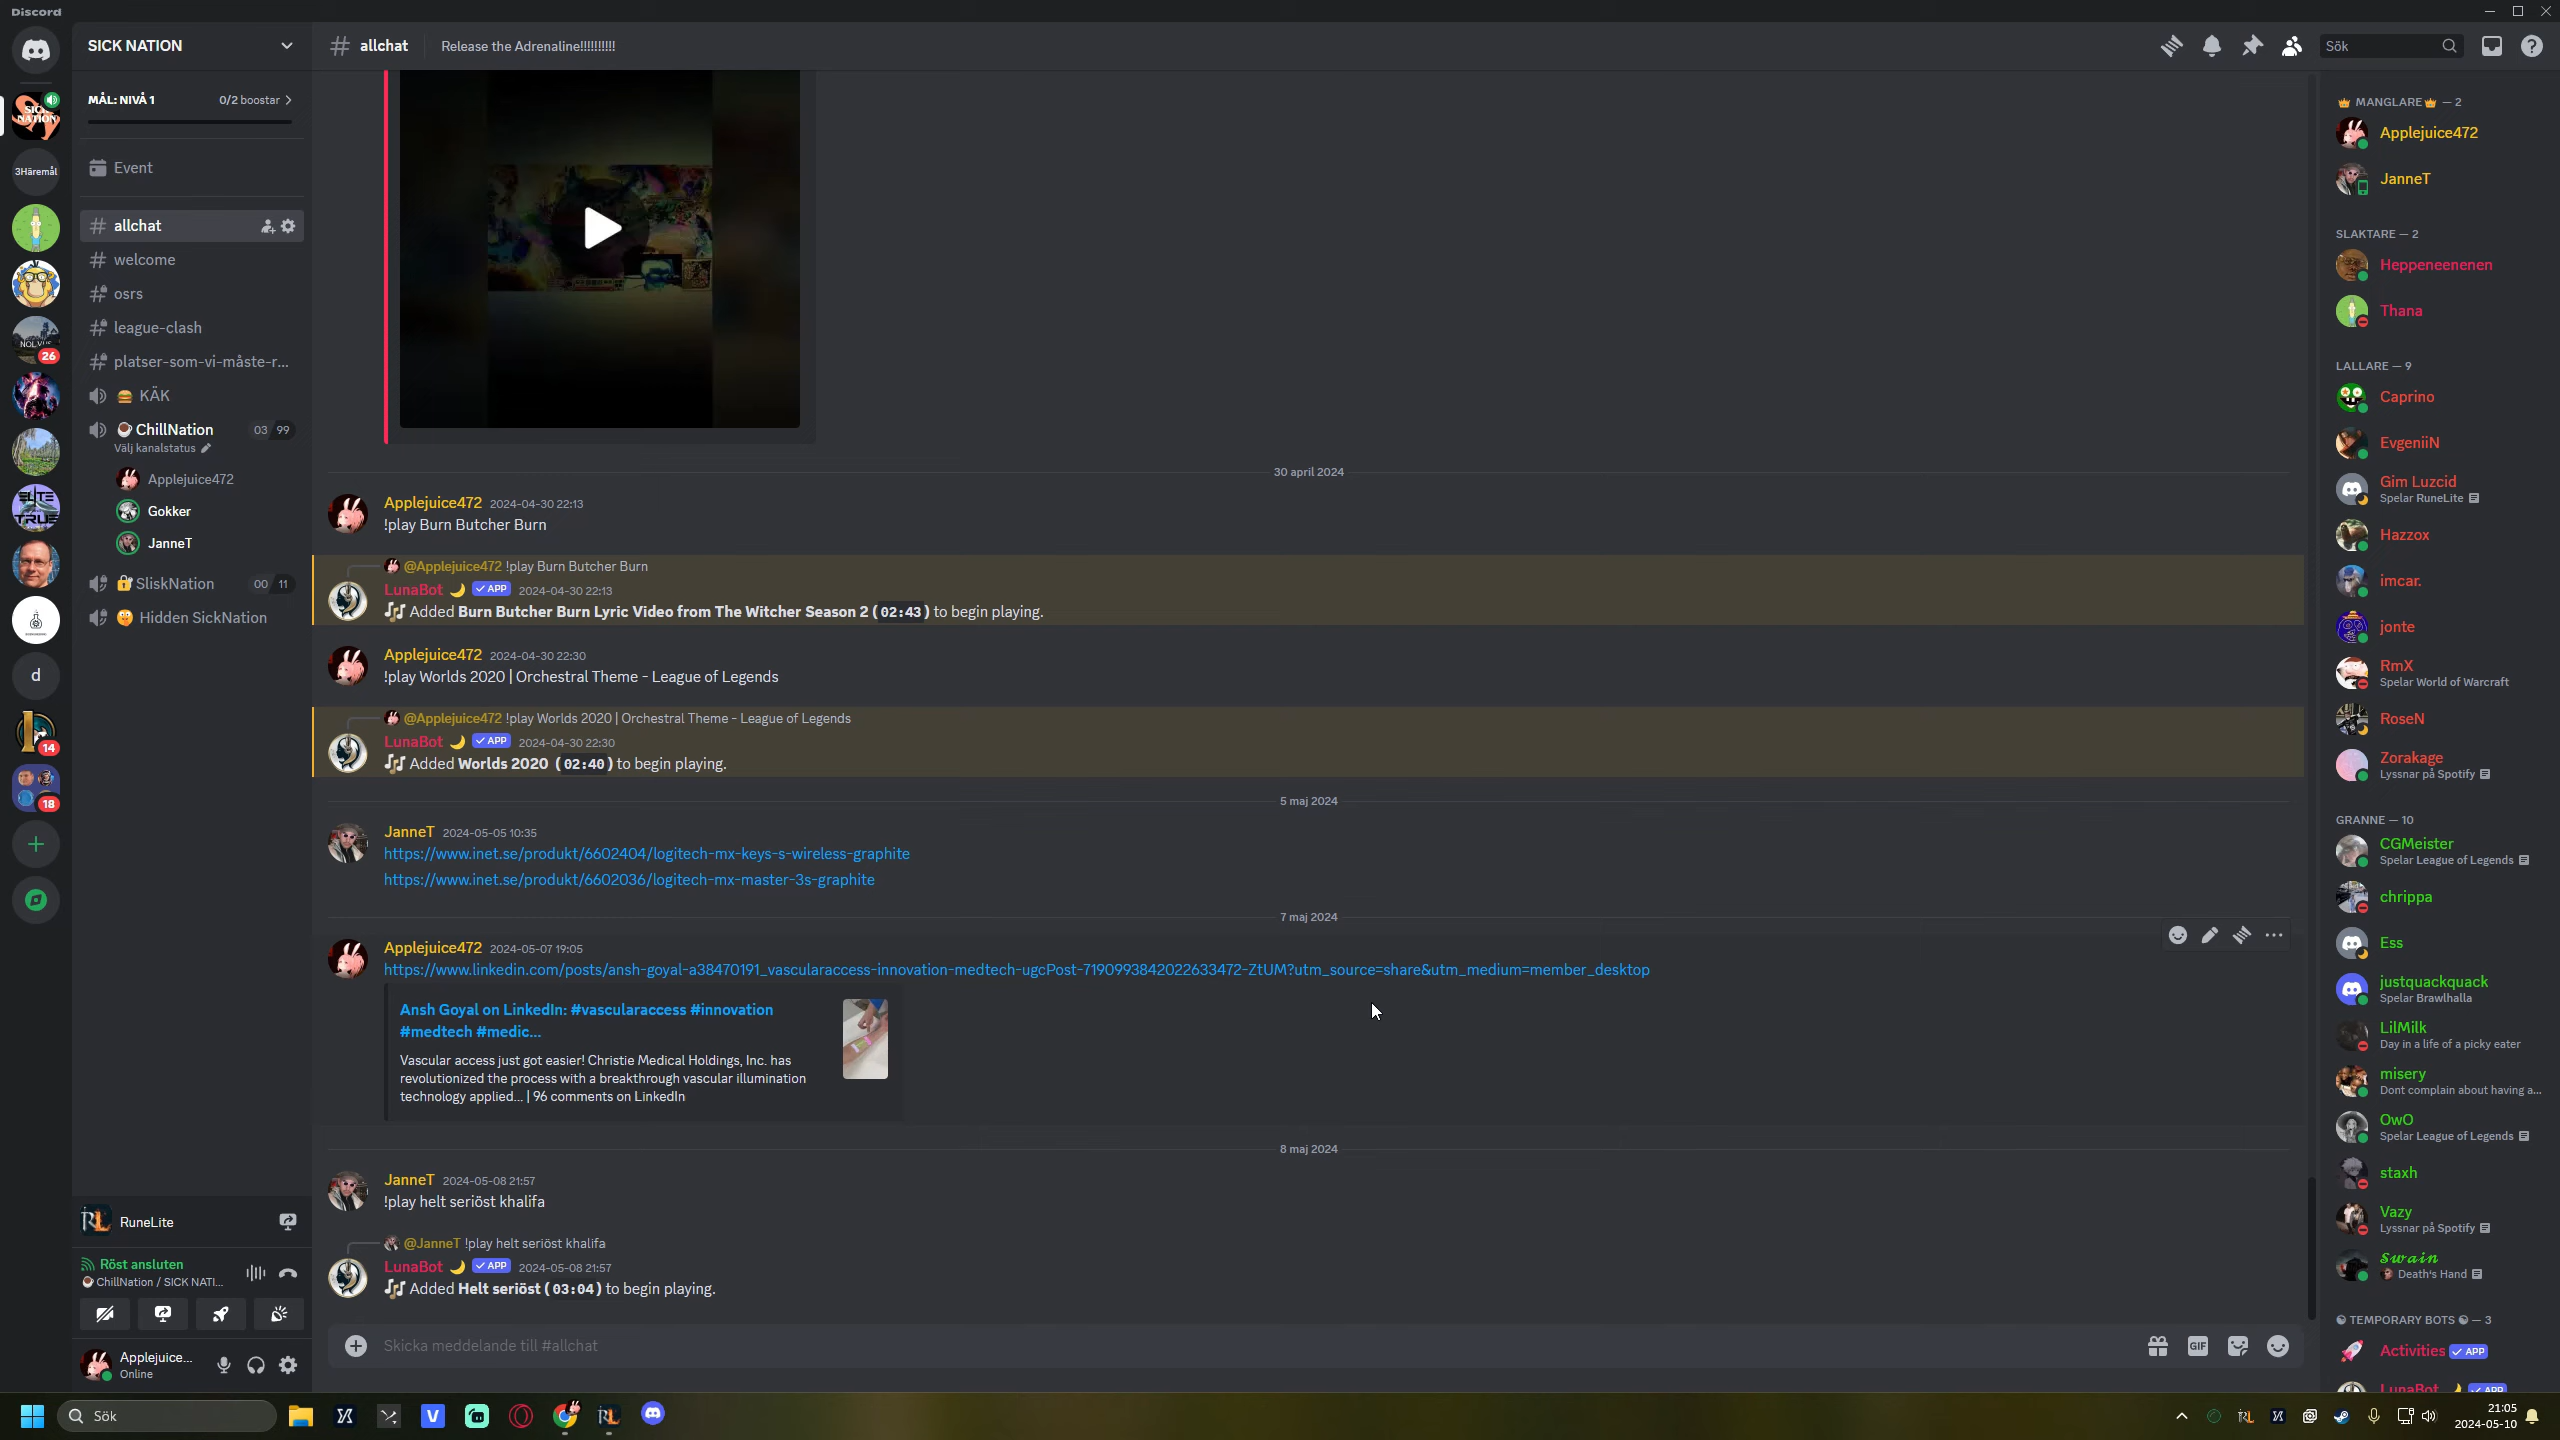 Discord
SICK NATION
# allchat
Release the Adrenaline!!!!!!!!!!
Sök
MÅL: NIVÅ 1
0/2 boostar
SICK NATION
3Häremål
26
ELITE
TRUE
d
14
18
Event
allchat
welcome
osrs
league-clash
platser-som-vi-måste-r...
KÄK
ChillNation
03 99
Välj kanalstatus
Applejuice472
Gokker
JanneT
SliskNation
00 11
Hidden SickNation
RuneLite
Röst ansluten
ChillNation / SICK NATI...
Applejuice...
Online
30 april 2024
Applejuice472 2024-04-30 22:13
!play Burn Butcher Burn
@Applejuice472 !play Burn Butcher Burn
LunaBot APP 2024-04-30 22:13
Added Burn Butcher Burn Lyric Video from The Witcher Season 2 ( 02:43 ) to begin playing.
Applejuice472 2024-04-30 22:30
!play Worlds 2020 | Orchestral Theme - League of Legends
@Applejuice472 !play Worlds 2020 | Orchestral Theme - League of Legends
LunaBot APP 2024-04-30 22:30
Added Worlds 2020 ( 02:40 ) to begin playing.
5 maj 2024
JanneT 2024-05-05 10:35
https://www.inet.se/produkt/6602404/logitech-mx-keys-s-wireless-graphite
https://www.inet.se/produkt/6602036/logitech-mx-master-3s-graphite
7 maj 2024
Applejuice472 2024-05-07 19:05
https://www.linkedin.com/posts/ansh-goyal-a38470191_vascularaccess-innovation-medtech-ugcPost-7190993842022633472-ZtUM?utm_source=share&utm_medium=member_desktop
Ansh Goyal on LinkedIn: #vascularaccess #innovation
#medtech #medic...
Vascular access just got easier! Christie Medical Holdings, Inc. has
revolutionized the process with a breakthrough vascular illumination
technology applied... | 96 comments on LinkedIn
8 maj 2024
JanneT 2024-05-08 21:57
!play helt seriöst khalifa
@JanneT !play helt seriöst khalifa
LunaBot APP 2024-05-08 21:57
Added Helt seriöst ( 03:04 ) to begin playing.
Skicka meddelande till #allchat
GIF
MANGLARE — 2
Applejuice472
JanneT
SLAKTARE — 2
Heppeneenenen
Thana
LALLARE — 9
Caprino
EvgeniiN
Gim Luzcid
Spelar RuneLite
Hazzox
imcar.
jonte
RmX
Spelar World of Warcraft
RoseN
Zorakage
Lyssnar på Spotify
GRANNE — 10
CGMeister
Spelar League of Legends
chrippa
Ess
justquackquack
Spelar Brawlhalla
LilMilk
Day in a life of a picky eater
misery
Dont complain about having a...
OwO
Spelar League of Legends
staxh
Vazy
Lyssnar på Spotify
𝓢𝔀𝓪𝓲𝓷
Death's Hand
TEMPORARY BOTS — 3
Activities APP
LunaBot APP
Sök
21:05
2024-05-10